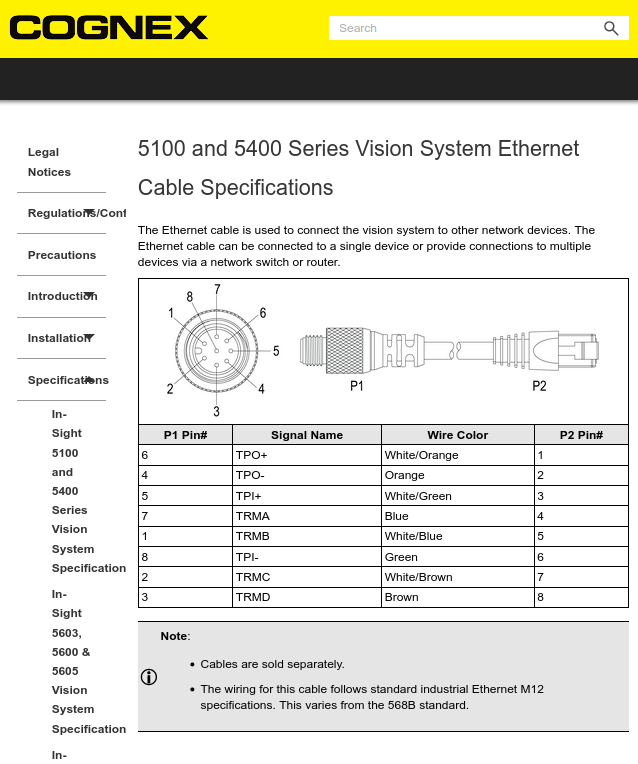 COGNEX
Search
Legal
Notices
Regulations/Conf
Precautions
Introduction
Installation
Specifications
In-
Sight
5100
and
5400
Series
Vision
System
Specification
In-
Sight
5603,
5600 &
5605
Vision
System
Specification
In-
5100 and 5400 Series Vision System Ethernet
Cable Specifications
The Ethernet cable is used to connect the vision system to other network devices. The
Ethernet cable can be connected to a single device or provide connections to multiple
devices via a network switch or router.
7
8
1
6
5
2
4
3
P1
P2
P1 Pin# Signal Name Wire Color P2 Pin#
6 TPO+ White/Orange 1
4 TPO- Orange 2
5 TPI+ White/Green 3
7 TRMA Blue 4
1 TRMB White/Blue 5
8 TPI- Green 6
2 TRMC White/Brown 7
3 TRMD Brown 8
Note:
• Cables are sold separately.
• The wiring for this cable follows standard industrial Ethernet M12
specifications. This varies from the 568B standard.